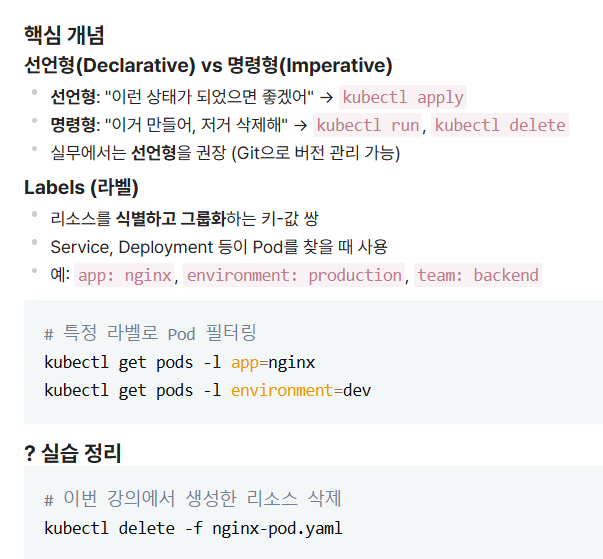 핵심 개념
선언형(Declarative) vs 명령형(Imperative)
선언형: "이런 상태가 되었으면 좋겠어" → kubectl apply
명령형: "이거 만들어, 저거 삭제해" → kubectl run, kubectl delete
실무에서는 선언형을 권장 (Git으로 버전 관리 가능)
Labels (라벨)
리소스를 식별하고 그룹화하는 키-값 쌍
Service, Deployment 등이 Pod를 찾을 때 사용
예: app: nginx, environment: production, team: backend
# 특정 라벨로 Pod 필터링
kubectl get pods -l app=nginx
kubectl get pods -l environment=dev
? 실습 정리
# 이번 강의에서 생성한 리소스 삭제
kubectl delete -f nginx-pod.yaml